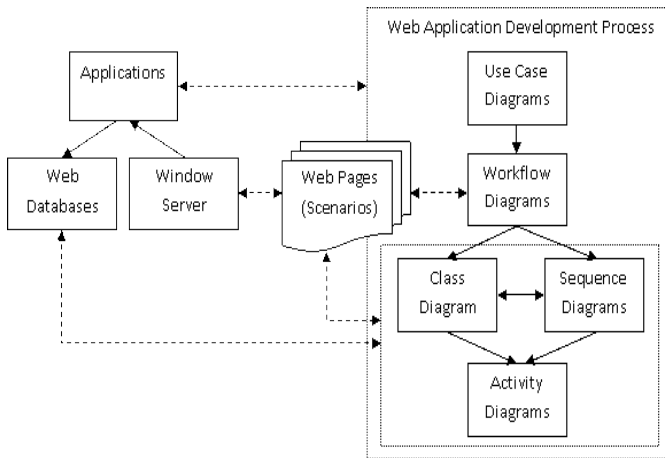 Web Application Development Process
Applications
Use Case
Diagrams
Web
Databases
Window
Server
Web Pages
(Scenarios)
Workflow
Diagrams
Class
Diagram
Sequence
Diagrams
Activity
Diagrams